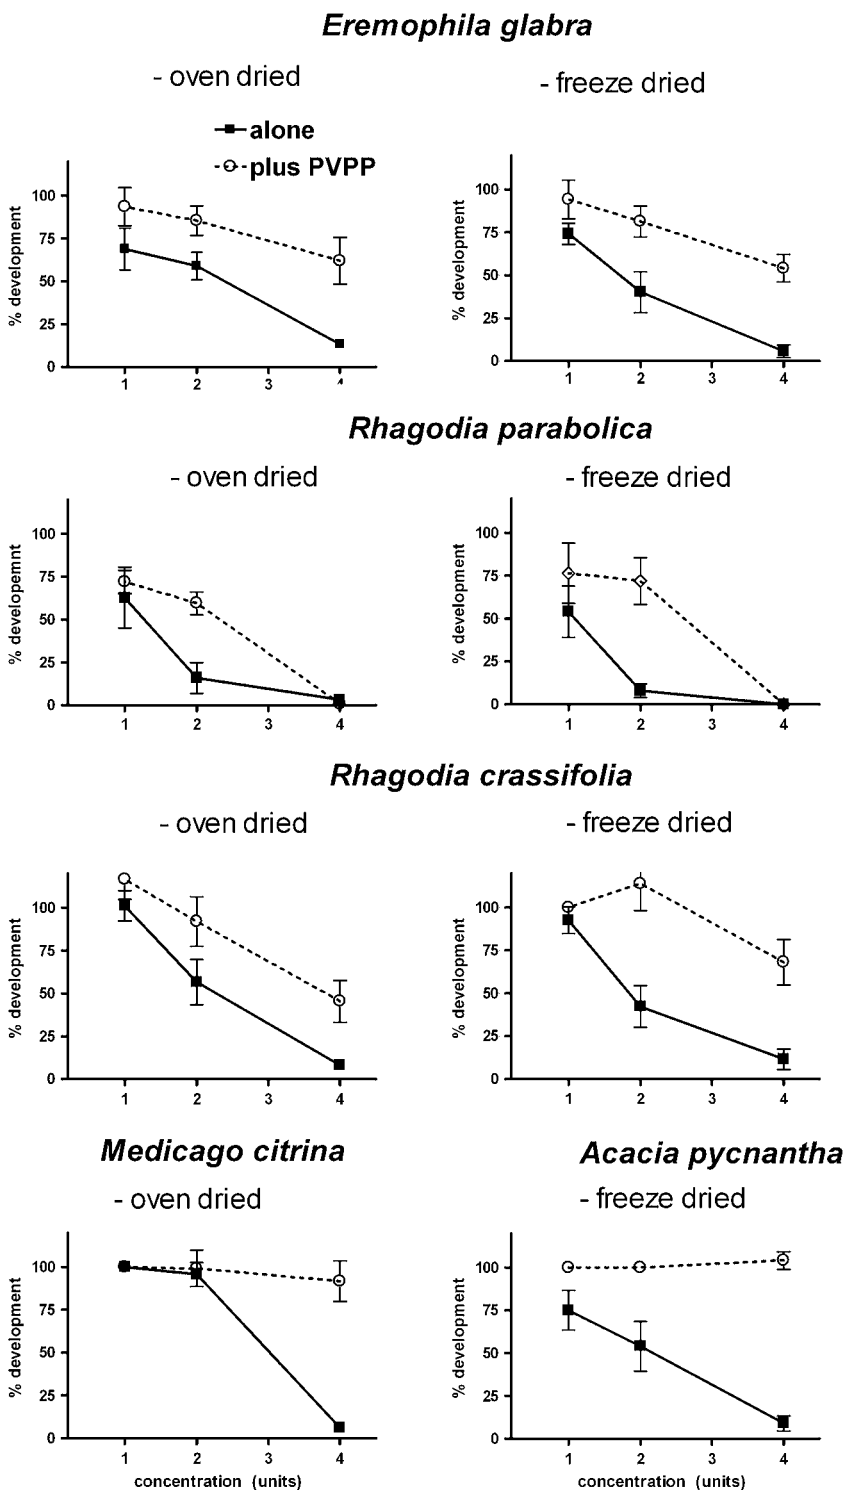 Eremophila glabra
- oven dried
- freeze dried
alone
plus PVPP
% development
100
75
50
25
0
1 2 3 4
% development
100
75
50
25
0
1 2 3 4
Rhagodia parabolica
- oven dried
- freeze dried
% developemnt
100
75
50
25
0
1 2 3 4
% development
100
75
50
25
0
1 2 3 4
Rhagodia crassifolia
- oven dried
- freeze dried
% development
100
75
50
25
0
1 2 3 4
% development
100
75
50
25
0
1 2 3 4
Medicago citrina
- oven dried
Acacia pycnantha
- freeze dried
% development
100
75
50
25
0
1 2 3 4
concentration (units)
% development
100
75
50
25
0
1 2 3 4
concentration (units)